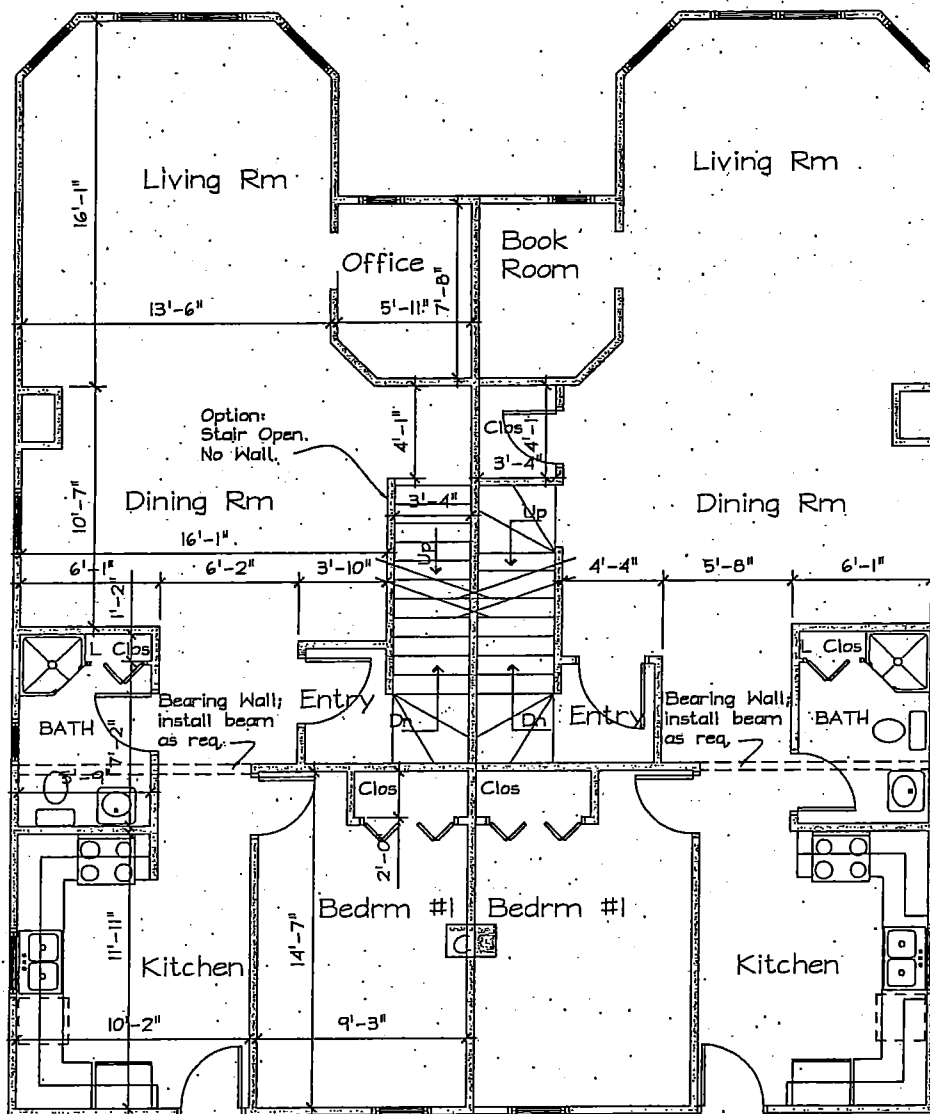 Living Rm
Living Rm
16'-1"
Office
Book
Room
7'-8"
13'-6"
5'-11"
Option:
Stair Open.
No Wall.
4'-1"
Clos
4'-1"
3'-4"
3'-4"
Dining Rm
Dining Rm
10'-7"
Up
Up
16'-1"
6'-1"
6'-2"
3'-10"
4'-4"
5'-8"
6'-1"
1'-2"
L Clos
L Clos
Entry
Entry
Bearing Wall;
install beam
as req.
Bearing Wall;
install beam
as req.
BATH
BATH
Dn
Dn
7'-2"
Clos
Clos
2'-0"
Bedrm #1
Bedrm #1
11'-11"
14'-7"
Kitchen
Kitchen
10'-2"
9'-3"